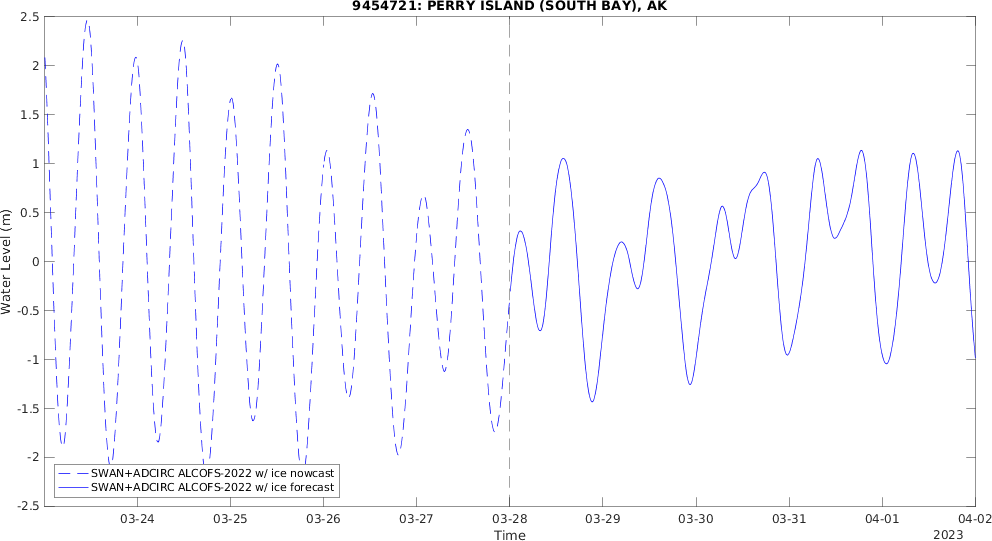 9454721: PERRY ISLAND (SOUTH BAY), AK
2.5
2
1.5
1
0.5
0
-0.5
-1
-1.5
-2
-2.5
Water Level (m)
SWAN+ADCIRC ALCOFS-2022 w/ ice nowcast
SWAN+ADCIRC ALCOFS-2022 w/ ice forecast
03-24 03-25 03-26 03-27 03-28 03-29 03-30 03-31 04-01 04-02
Time
2023